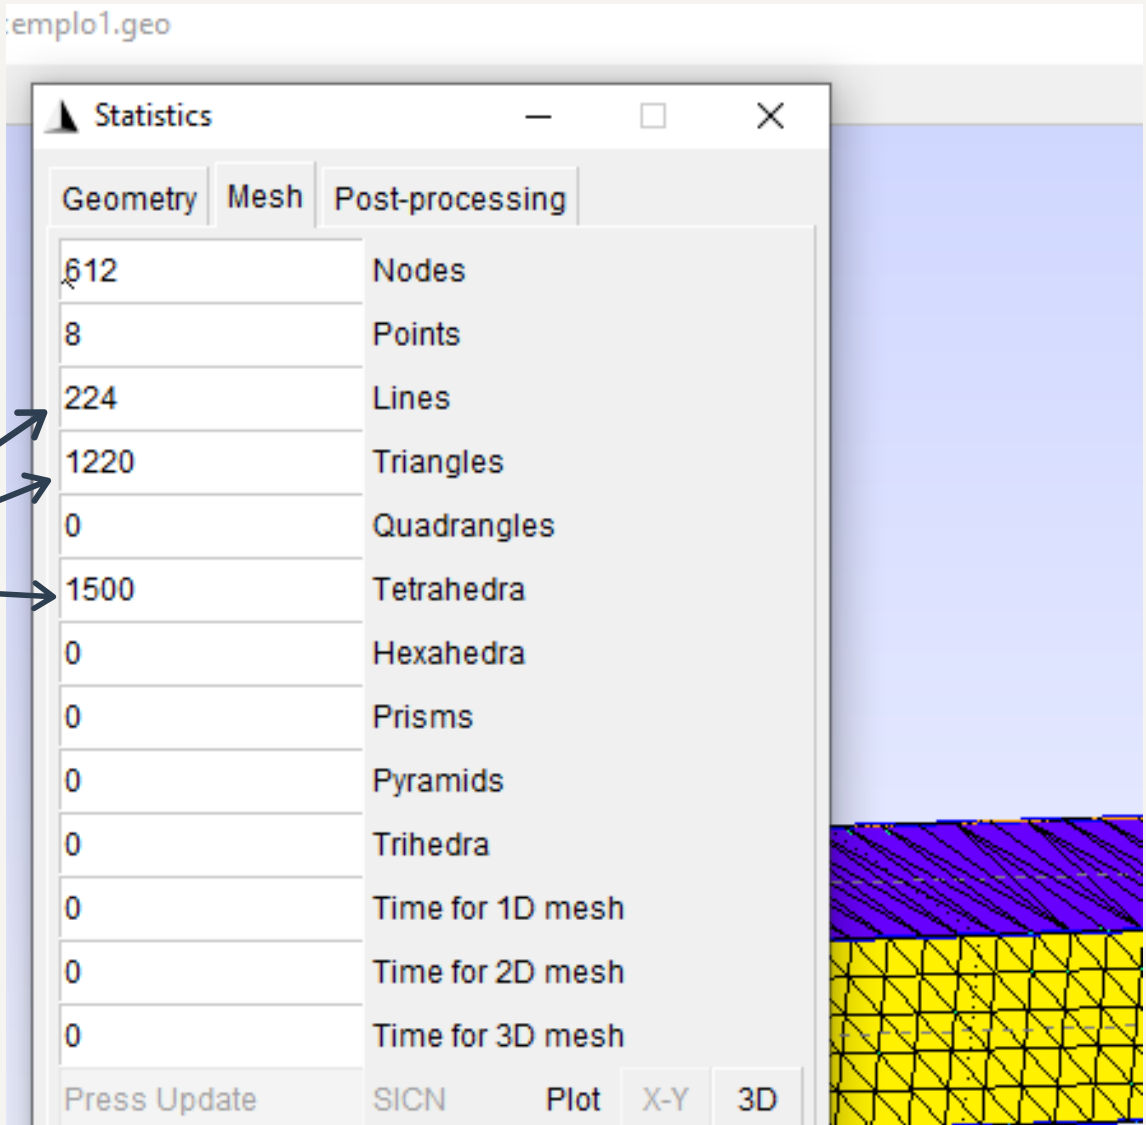 emplo1.geo
Statistics
Geometry Mesh Post-processing
612 Nodes
8 Points
224 Lines
1220 Triangles
0 Quadrangles
1500 Tetrahedra
0 Hexahedra
0 Prisms
0 Pyramids
0 Trihedra
0 Time for 1D mesh
0 Time for 2D mesh
0 Time for 3D mesh
Press Update SICN Plot X-Y 3D